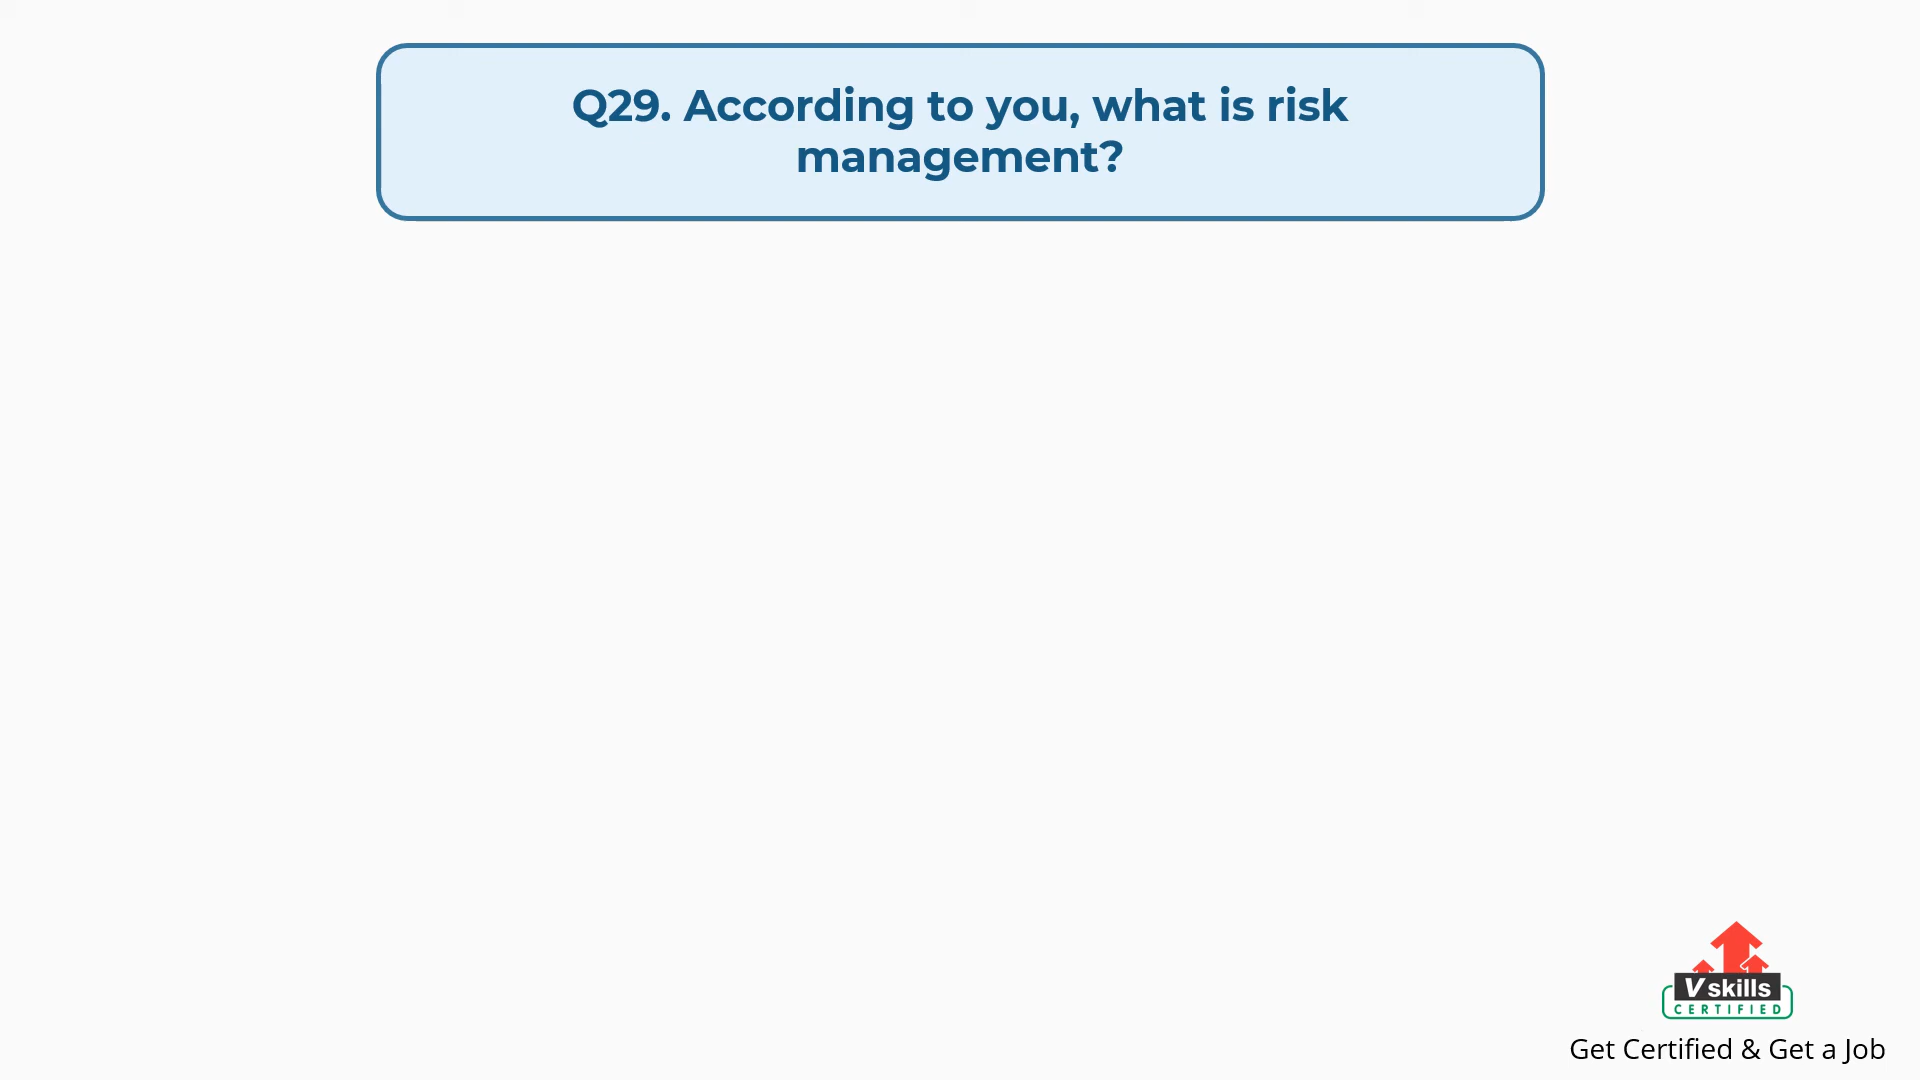 Q29. According to you, what is risk
management?
Vskills
CERTIFIED
Get Certified & Get a Job